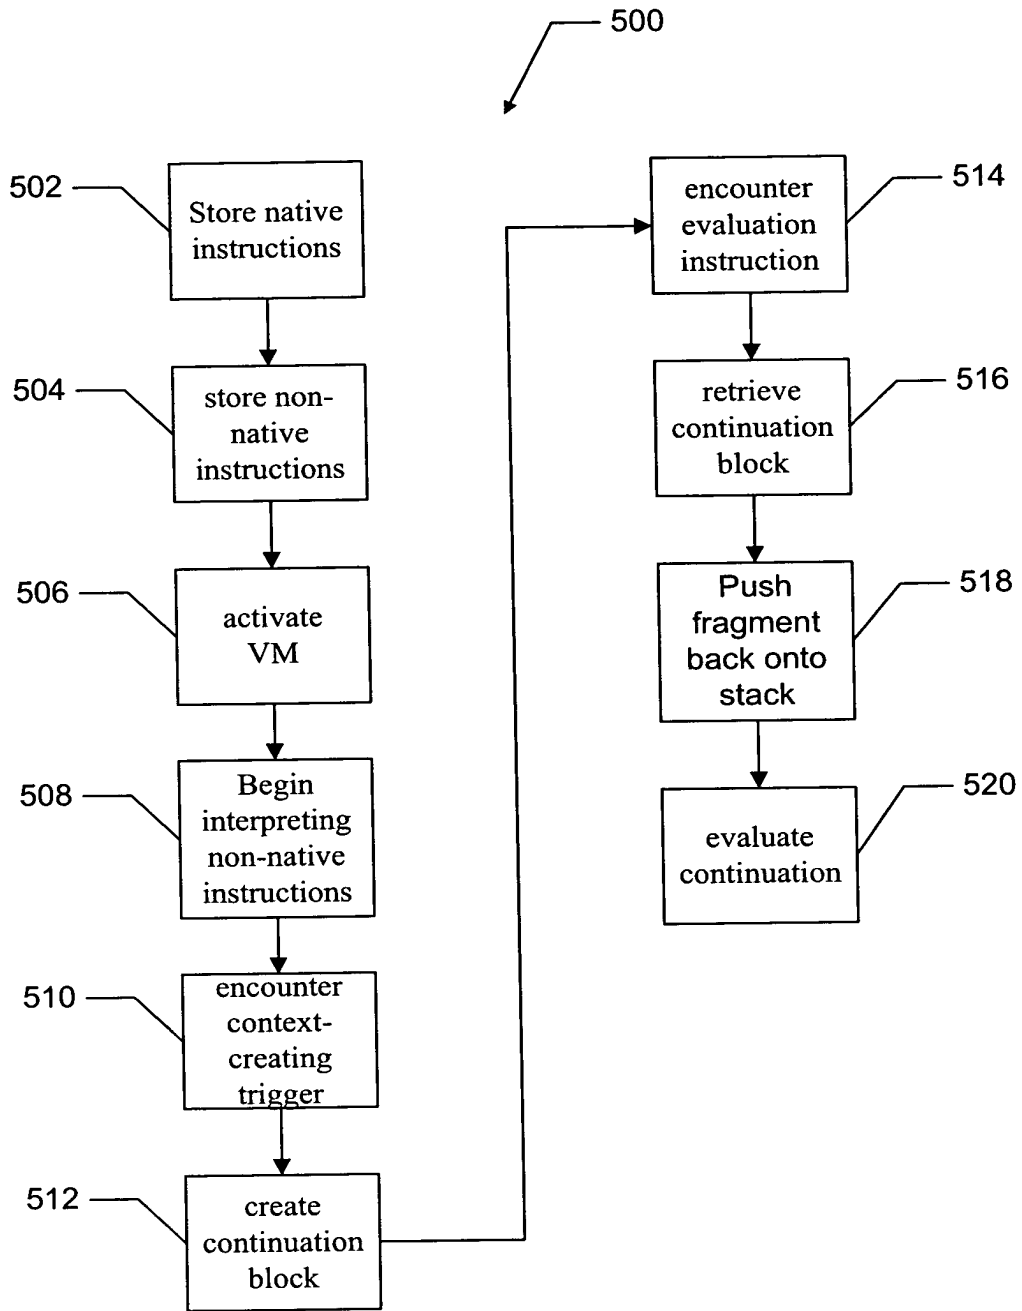 500
502
Store native
instructions
504
store non-
native
instructions
506
activate
VM
508
Begin
interpreting
non-native
instructions
510
encounter
context-
creating
trigger
512
create
continuation
block
514
encounter
evaluation
instruction
516
retrieve
continuation
block
518
Push
fragment
back onto
stack
520
evaluate
continuation